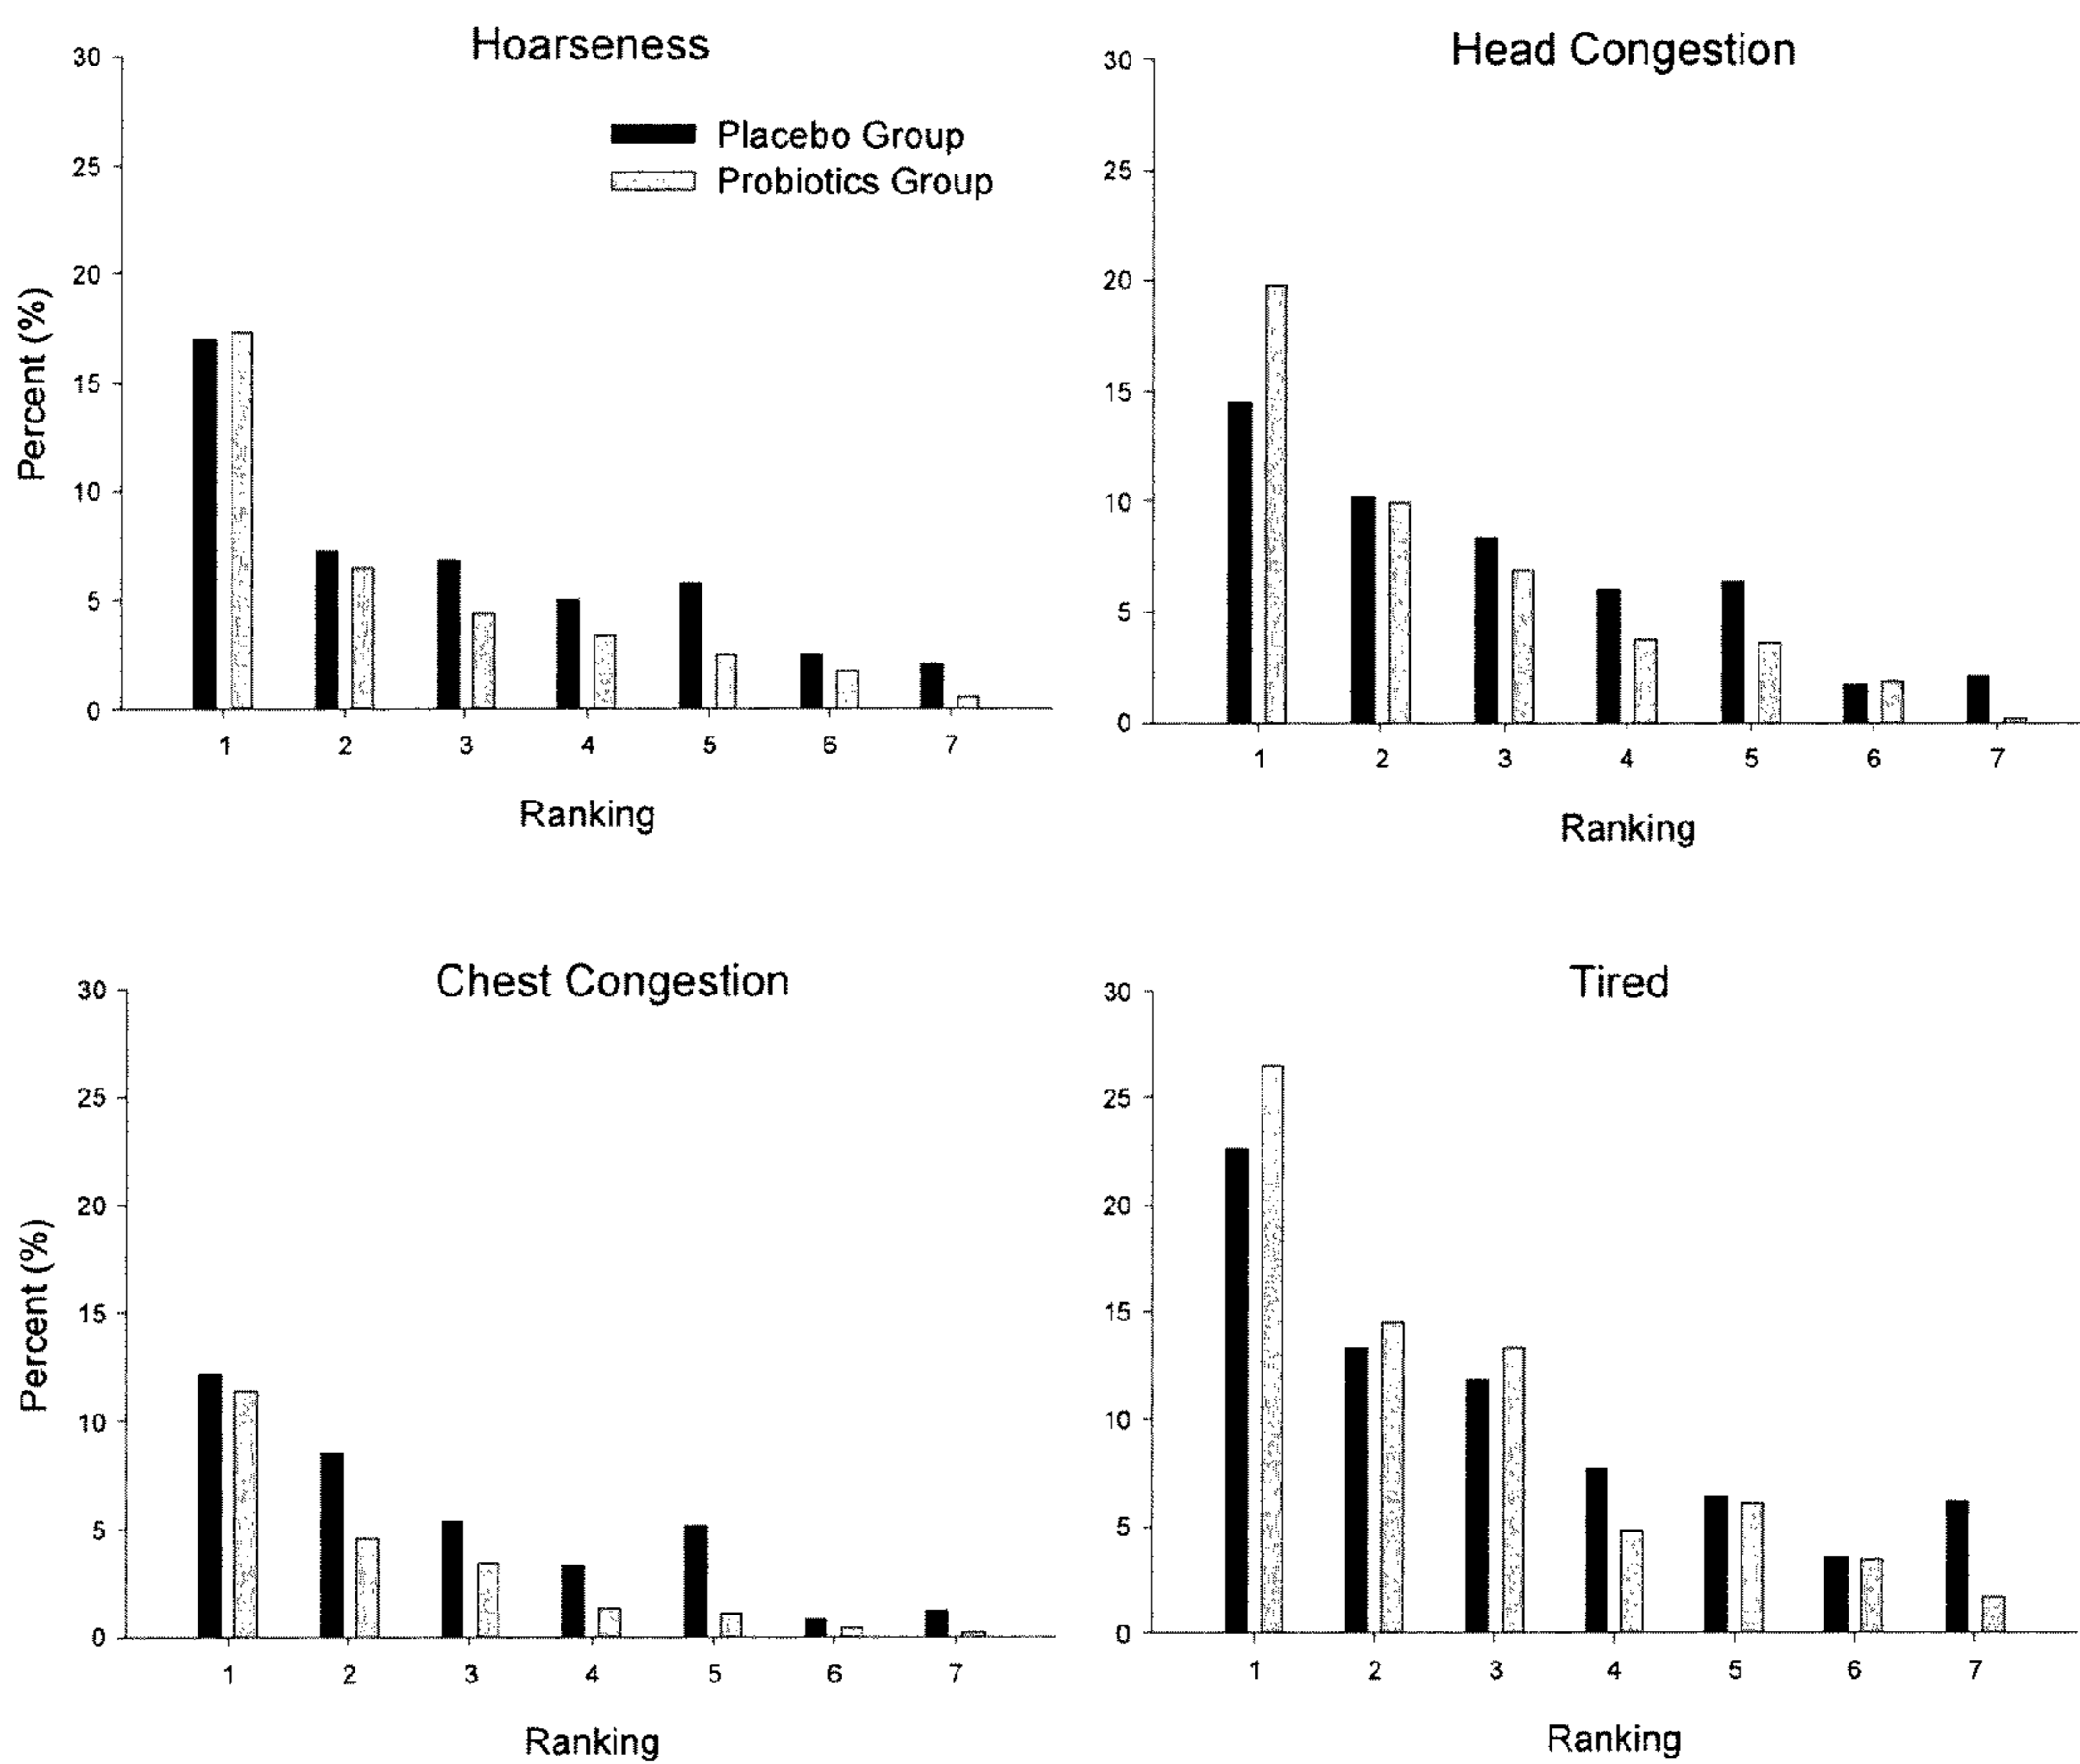 Hoarseness
Placebo Group
Probiotics Group
30
25
20
15
10
5
0
Percent (%)
1 2 3 4 5 6 7
Ranking
Head Congestion
30
25
20
15
10
5
0
1 2 3 4 5 6 7
Ranking
Chest Congestion
30
25
20
15
10
5
0
Percent (%)
1 2 3 4 5 6 7
Ranking
Tired
30
25
20
15
10
5
0
1 2 3 4 5 6 7
Ranking